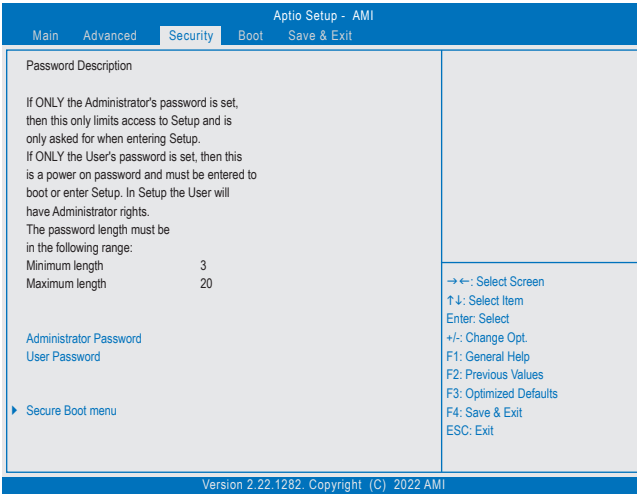 Aptio Setup - AMI
Main Advanced Security Boot Save & Exit
Password Description
If ONLY the Administrator's password is set,
then this only limits access to Setup and is
only asked for when entering Setup.
If ONLY the User's password is set, then this
is a power on password and must be entered to
boot or enter Setup. In Setup the User will
have Administrator rights.
The password length must be
in the following range:
Minimum length 3
Maximum length 20
Administrator Password
User Password
Secure Boot menu
→←: Select Screen
↑↓: Select Item
Enter: Select
+/-: Change Opt.
F1: General Help
F2: Previous Values
F3: Optimized Defaults
F4: Save & Exit
ESC: Exit
Version 2.22.1282. Copyright (C) 2022 AMI